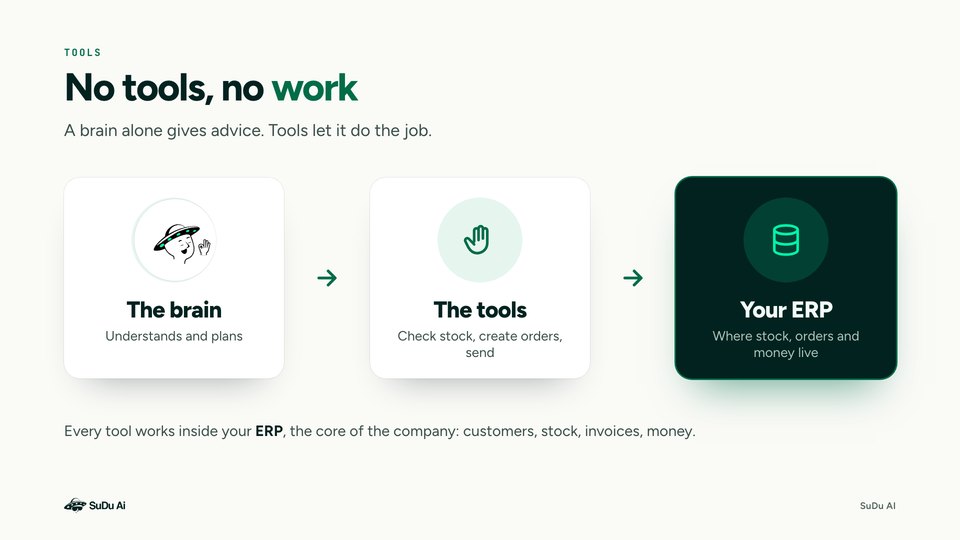 TOOLS
No tools, no work
A brain alone gives advice. Tools let it do the job.
The brain
Understands and plans
The tools
Check stock, create orders,
send
Your ERP
Where stock, orders and
money live
Every tool works inside your ERP, the core of the company: customers, stock, invoices, money.
SuDu Ai
SuDu AI